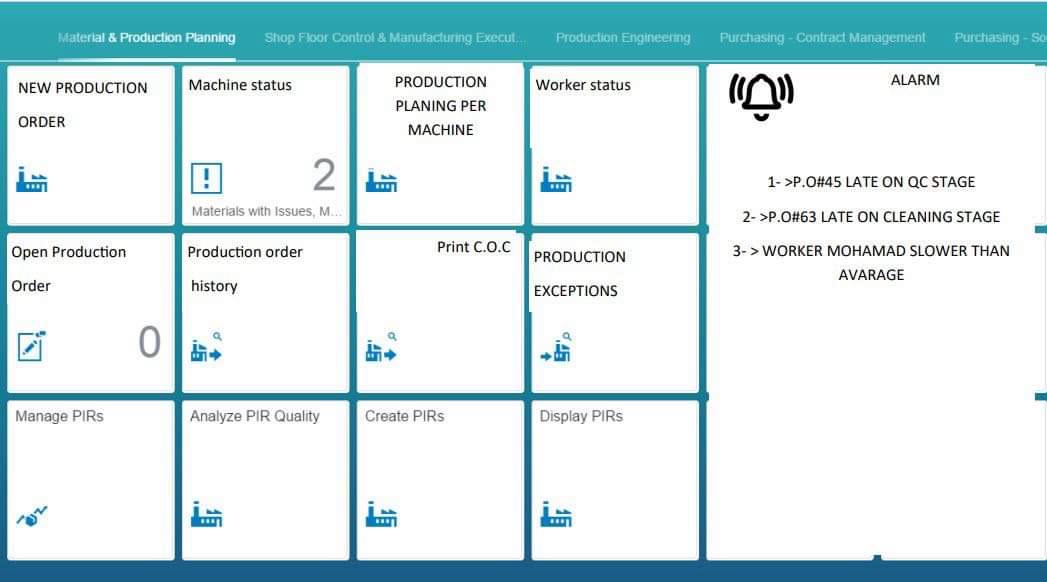 Material & Production Planning
Shop Floor Control & Manufacturing Execut...
Production Engineering
Purchasing - Contract Management
Purchasing - So
NEW PRODUCTION
ORDER
Machine status
2
Materials with Issues, M...
PRODUCTION
PLANING PER
MACHINE
Worker status
ALARM
1- >P.O#45 LATE ON QC STAGE
2- >P.O#63 LATE ON CLEANING STAGE
3- > WORKER MOHAMAD SLOWER THAN
AVARAGE
Open Production
Order
0
Production order
history
Print C.O.C
PRODUCTION
EXCEPTIONS
Manage PIRs
Analyze PIR Quality
Create PIRs
Display PIRs